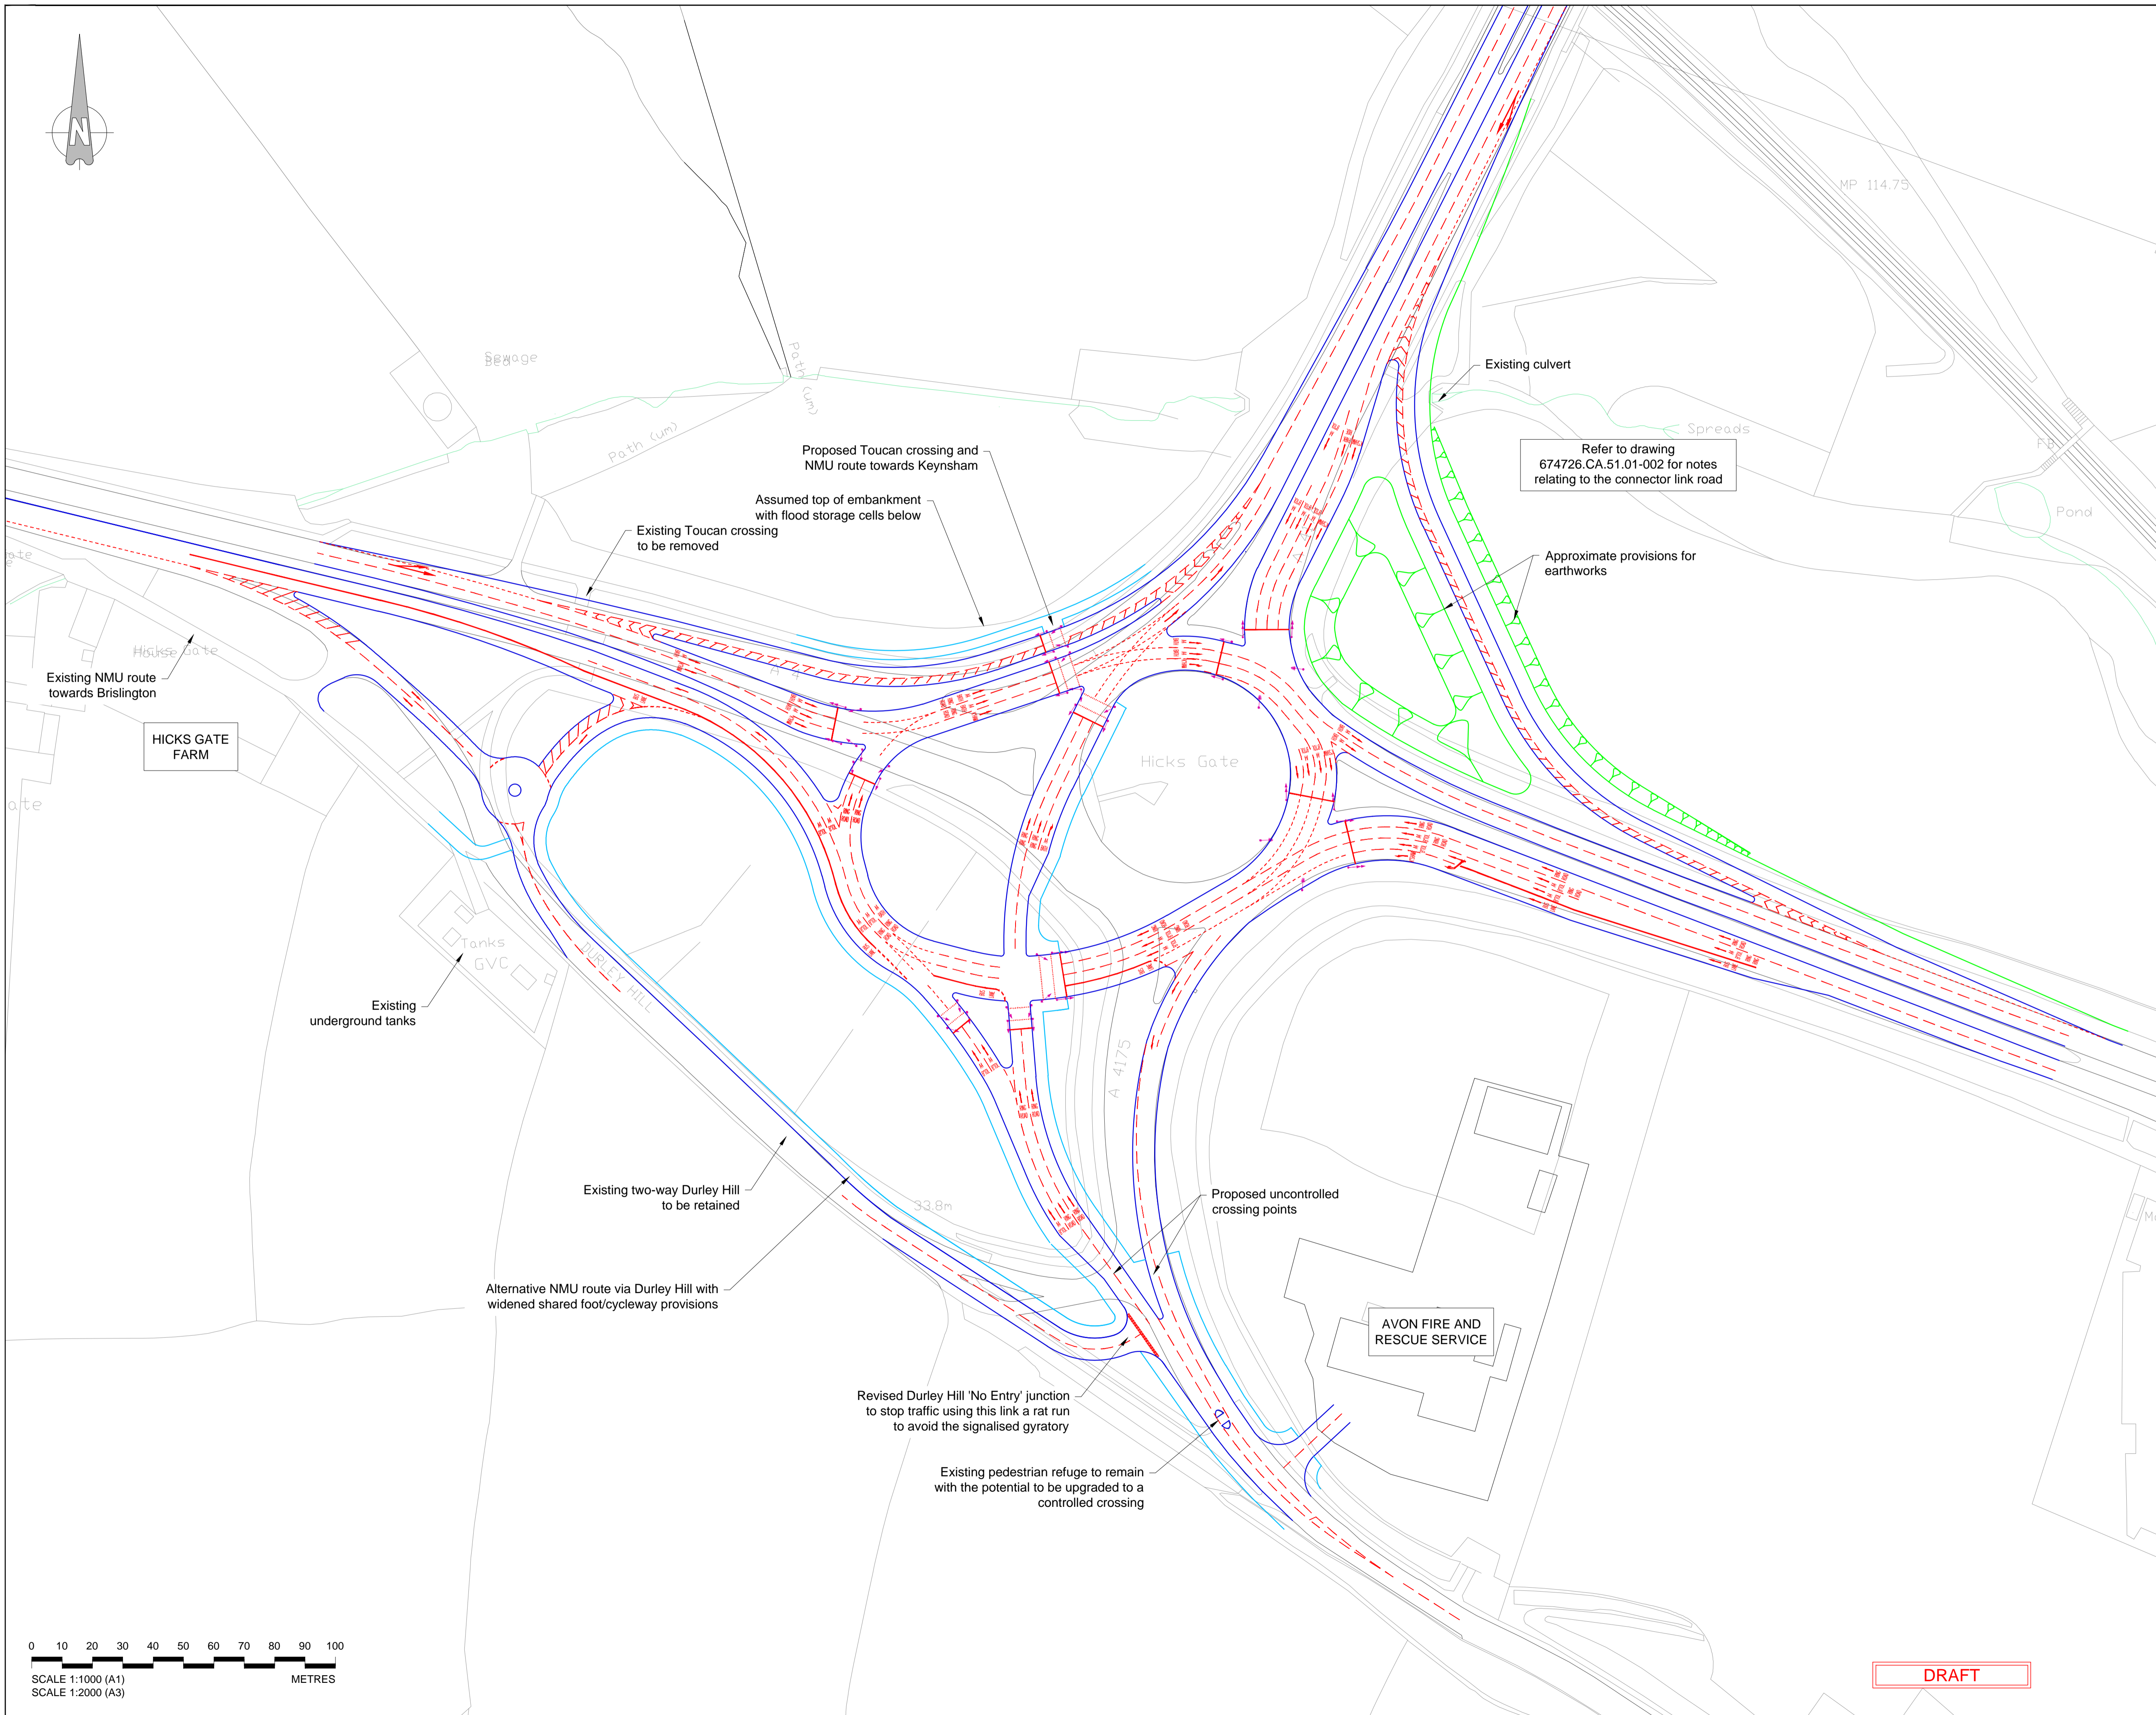 N
MP 114.75
Sewage
Bed
Path (um)
Path (um)
Existing culvert
Spreads
FB
Pond
Refer to drawing
674726.CA.51.01-002 for notes
relating to the connector link road
Proposed Toucan crossing and
NMU route towards Keynsham
Assumed top of embankment
with flood storage cells below
Existing Toucan crossing
to be removed
Approximate provisions for
earthworks
Hicks Gate
House
Existing NMU route
towards Brislington
A 4
HICKS GATE
FARM
Hicks Gate
ate
Tanks
GVC
DURLEY HILL
Existing
underground tanks
A 4175
Existing two-way Durley Hill
to be retained
33.8m
Proposed uncontrolled
crossing points
Alternative NMU route via Durley Hill with
widened shared foot/cycleway provisions
AVON FIRE AND
RESCUE SERVICE
Revised Durley Hill 'No Entry' junction
to stop traffic using this link a rat run
to avoid the signalised gyratory
Existing pedestrian refuge to remain
with the potential to be upgraded to a
controlled crossing
0 10 20 30 40 50 60 70 80 90 100
SCALE 1:1000 (A1) METRES
SCALE 1:2000 (A3)
DRAFT